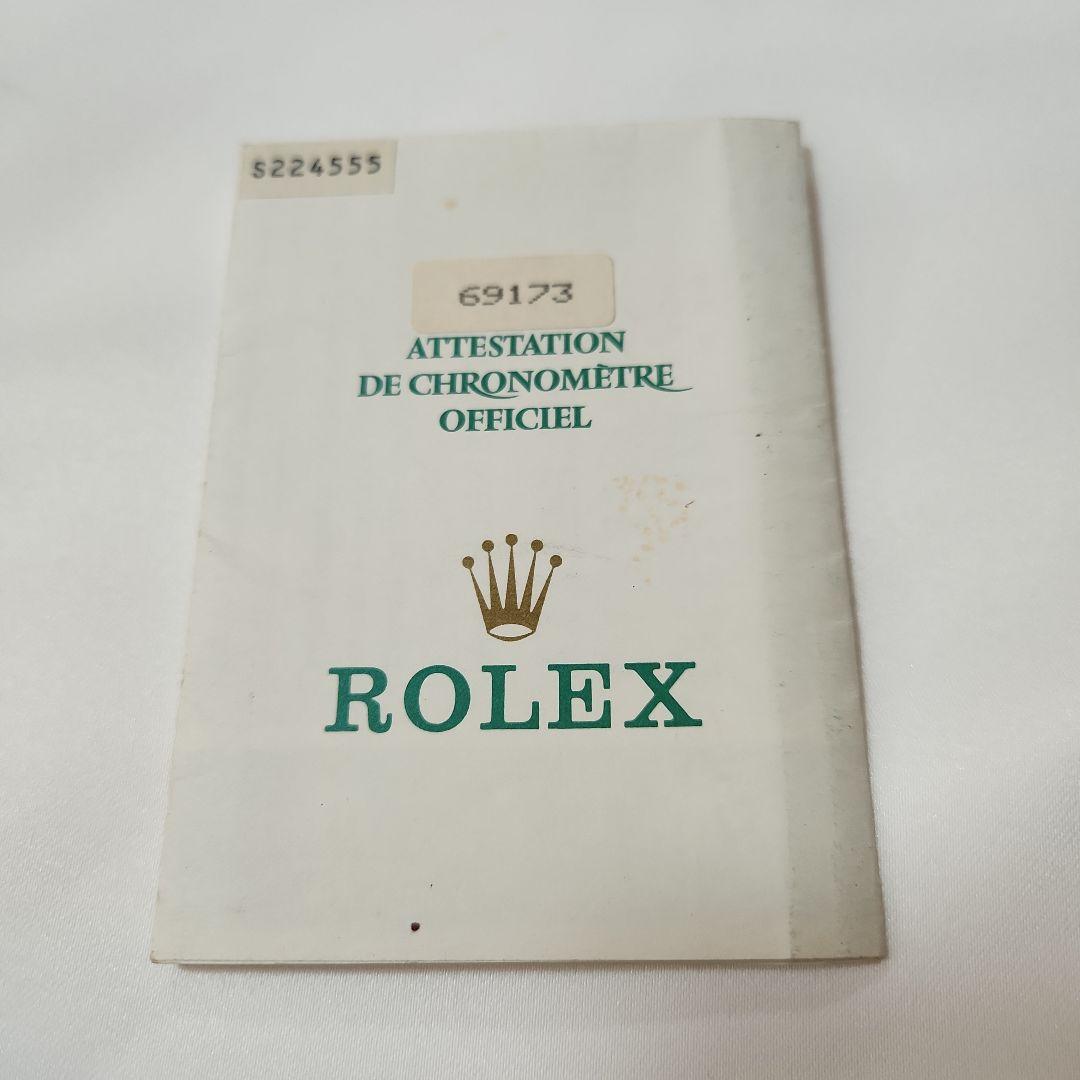 S224555
69173
ATTESTATION
DE CHRONOMÈTRE
OFFICIEL
ROLEX